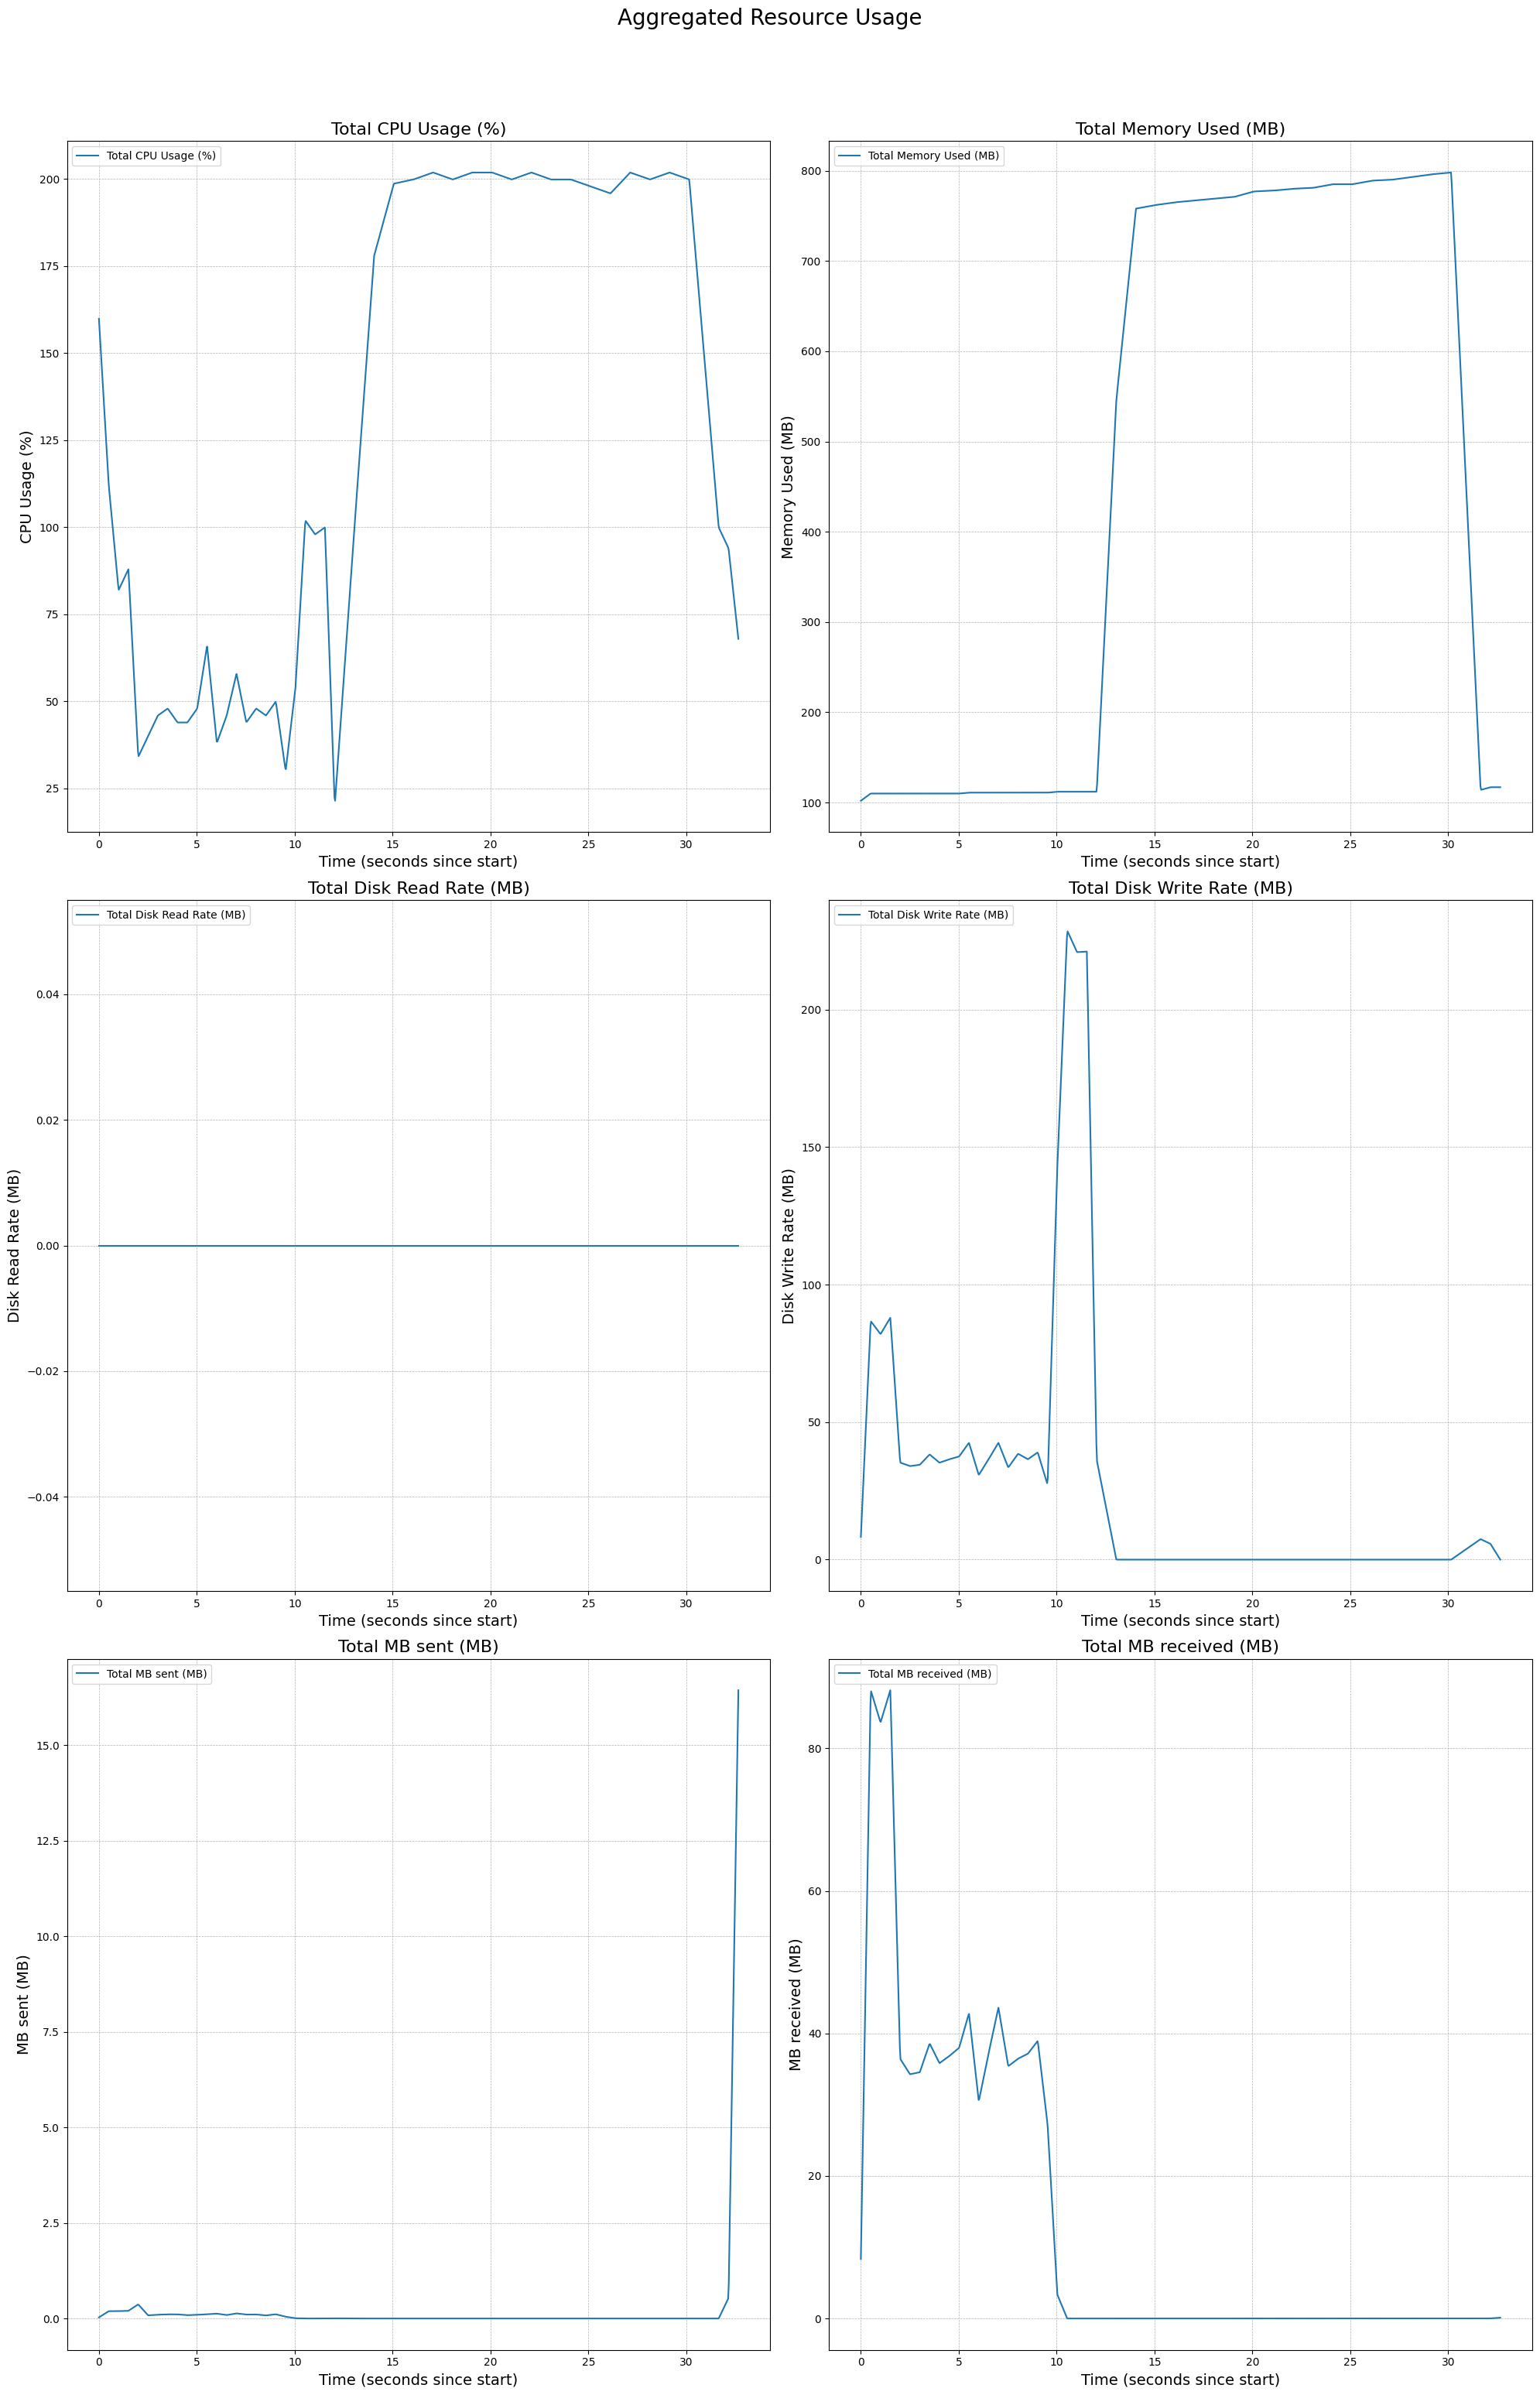 Aggregated Resource Usage
Total CPU Usage (%)
Total CPU Usage (%)
CPU Usage (%)
200
175
150
125
100
75
50
25
0 5 10 15 20 25 30
Time (seconds since start)
Total Memory Used (MB)
Total Memory Used (MB)
Memory Used (MB)
800
700
600
500
400
300
200
100
0 5 10 15 20 25 30
Time (seconds since start)
Total Disk Read Rate (MB)
Total Disk Read Rate (MB)
Disk Read Rate (MB)
0.04
0.02
0.00
−0.02
−0.04
0 5 10 15 20 25 30
Time (seconds since start)
Total Disk Write Rate (MB)
Total Disk Write Rate (MB)
Disk Write Rate (MB)
200
150
100
50
0
0 5 10 15 20 25 30
Time (seconds since start)
Total MB sent (MB)
Total MB sent (MB)
MB sent (MB)
15.0
12.5
10.0
7.5
5.0
2.5
0.0
0 5 10 15 20 25 30
Time (seconds since start)
Total MB received (MB)
Total MB received (MB)
MB received (MB)
80
60
40
20
0
0 5 10 15 20 25 30
Time (seconds since start)